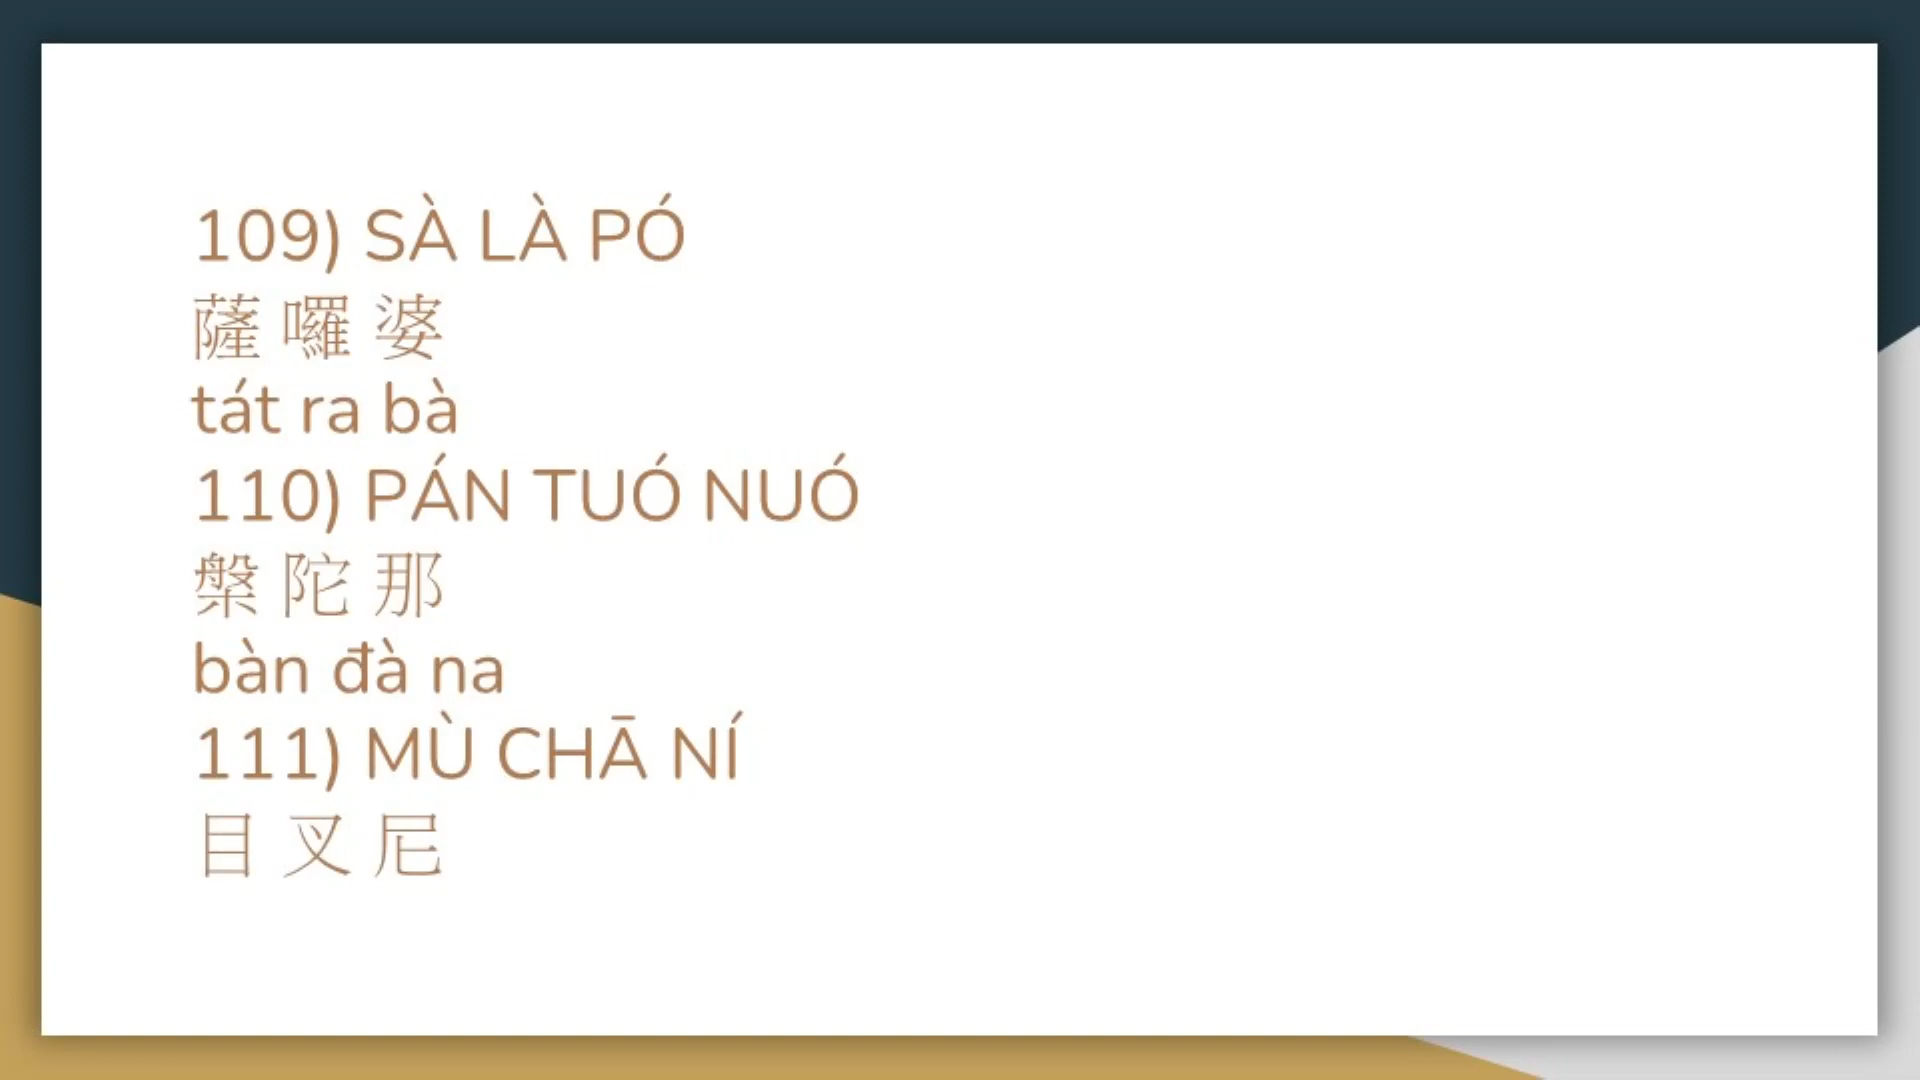 109) SÀ LÀ PÓ
薩 囉 婆
tát ra bà
110) PÁN TUÓ NUÓ
槃 陀 那
bàn đà na
111) MÙ CHĀ NÍ
目 叉 尼